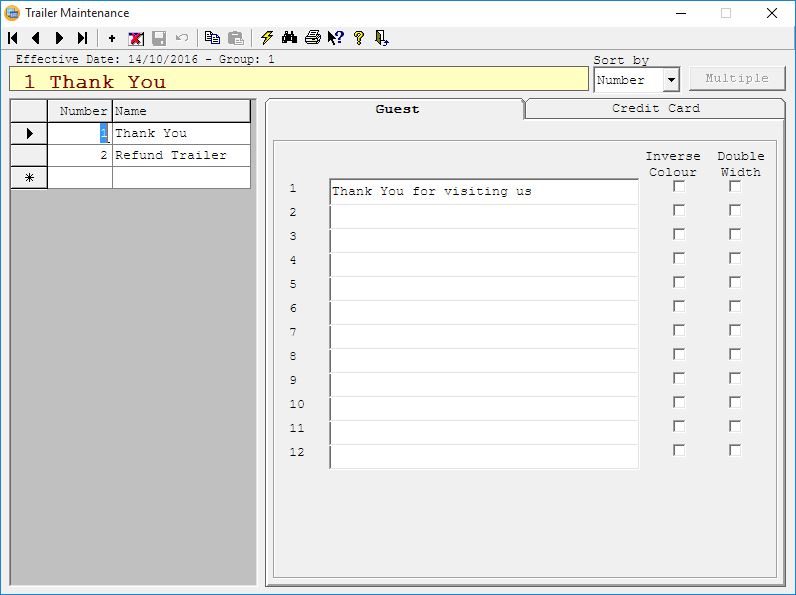 Trailer Maintenance
Effective Date: 14/10/2016 - Group: 1
Sort by
1 Thank You
Number
Multiple
Number Name
1 Thank You
2 Refund Trailer
Guest
Credit Card
Inverse Colour
Double Width
1 Thank You for visiting us
2
3
4
5
6
7
8
9
10
11
12